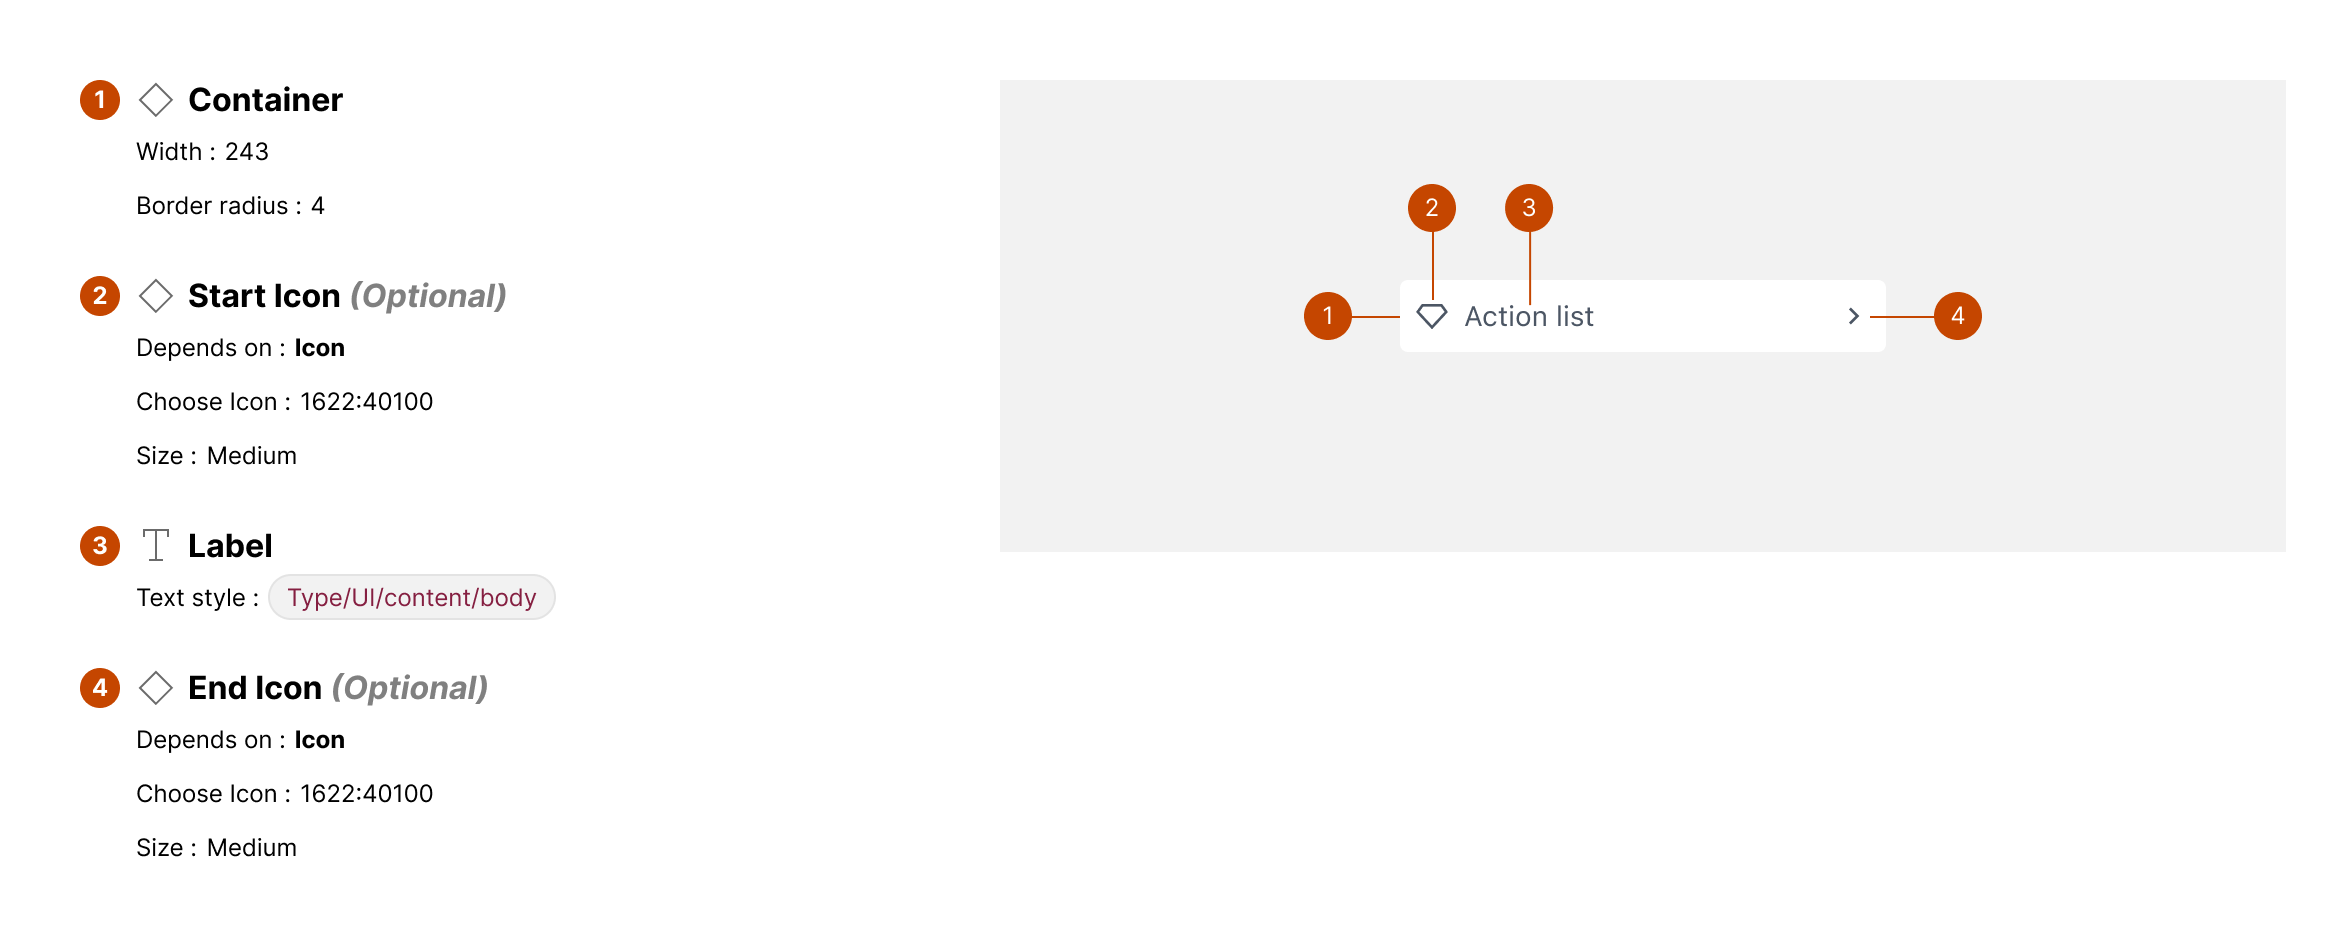 1 Container
Width : 243
Border radius : 4
2 Start Icon (Optional)
Depends on : Icon
Choose Icon : 1622:40100
Size : Medium
3 Label
Text style : Type/UI/content/body
4 End Icon (Optional)
Depends on : Icon
Choose Icon : 1622:40100
Size : Medium
2 3
1 Action list 4